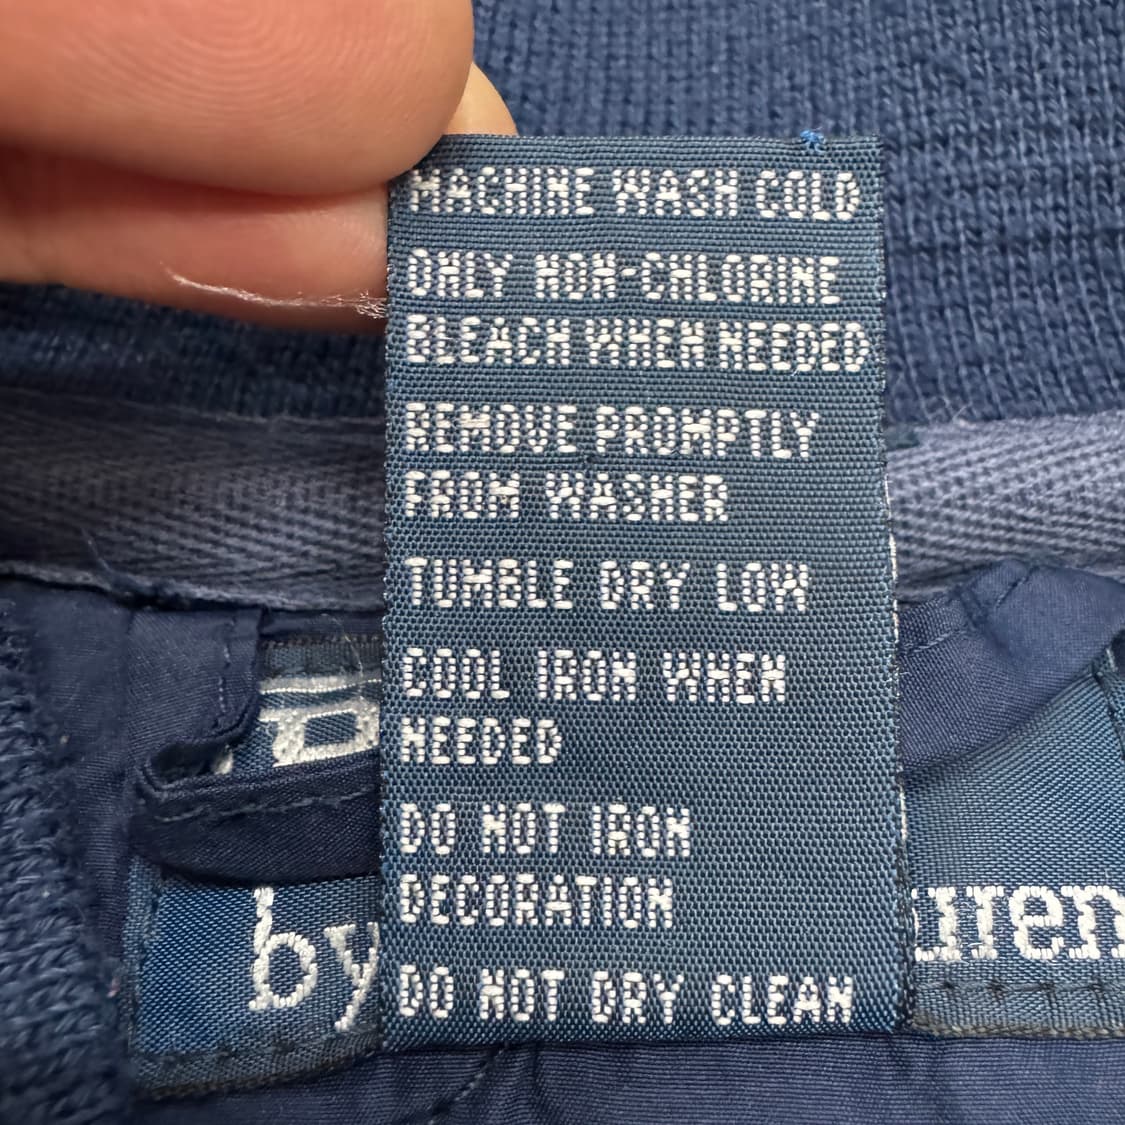 MACHINE WASH COLD
ONLY NON-CHLORINE
BLEACH WHEN NEEDED
REMOVE PROMPTLY
FROM WASHER
TUMBLE DRY LOW
COOL IRON WHEN
NEEDED
DO NOT IRON
DECORATION
DO NOT DRY CLEAN
by
uren